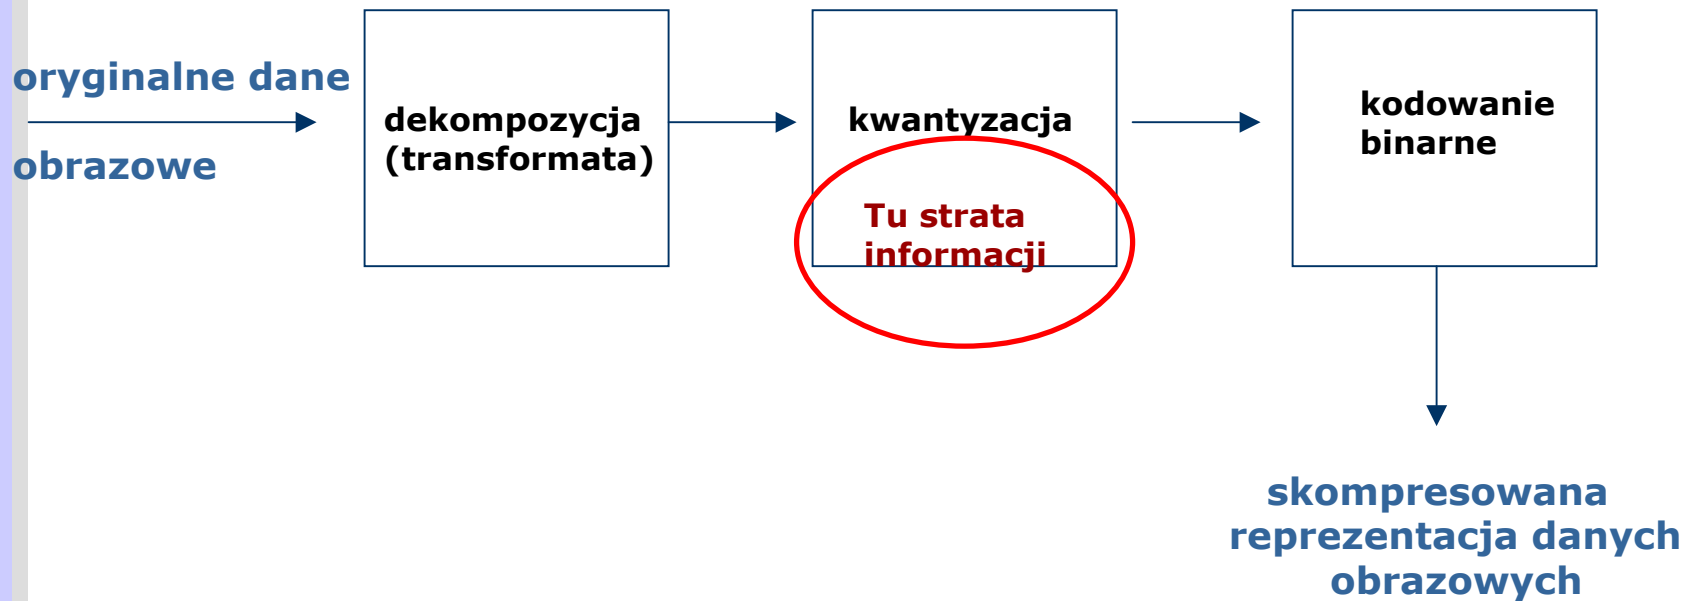 oryginalne dane
obrazowe
dekompozycja
(transformata)
kwantyzacja
Tu strata
informacji
kodowanie
binarne
skompresowana
reprezentacja danych
obrazowych